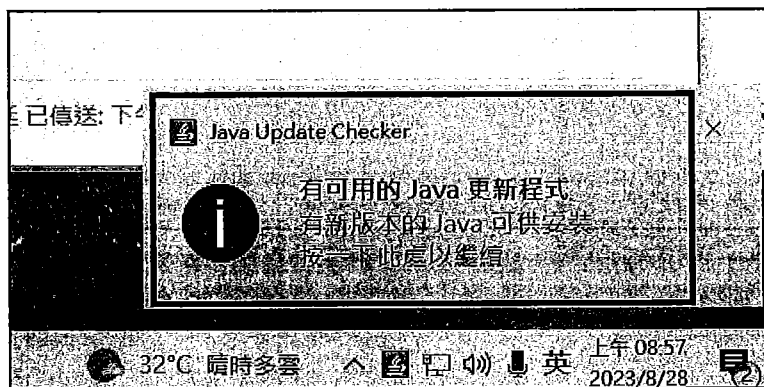 已傳送: 下午
Java Update Checker
有可用的 Java 更新程式
有新版本的 Java 可供安裝
按一下此處以繼續
32°C 晴時多雲 英 上午 08:57
2023/8/28 2